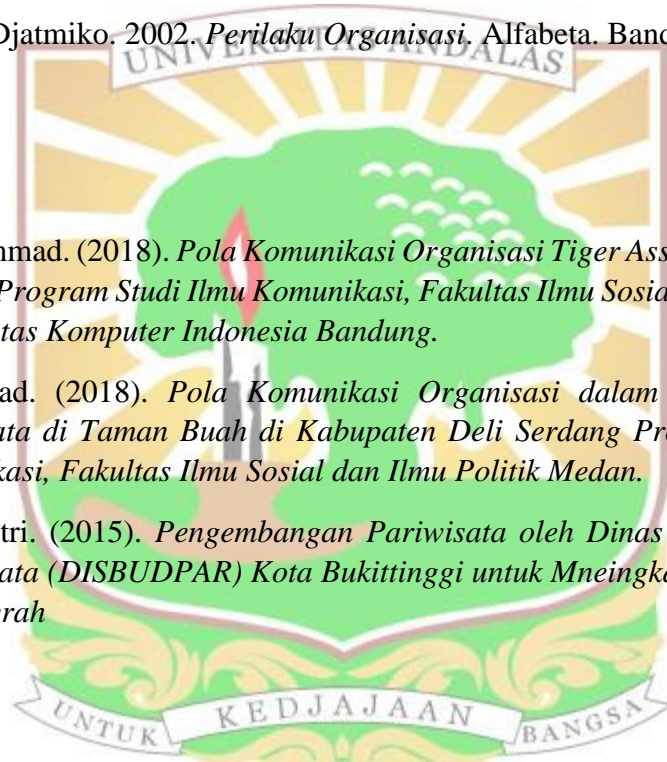 Djatmiko. 2002. Perilaku Organisasi. Alfabeta. Band
UNIVERSITAS ANDALAS
mmad. (2018). Pola Komunikasi Organisasi Tiger Ass
Program Studi Ilmu Komunikasi, Fakultas Ilmu Sosia
tas Komputer Indonesia Bandung.
ad. (2018). Pola Komunikasi Organisasi dalam
ata di Taman Buah di Kabupaten Deli Serdang Pro
kasi, Fakultas Ilmu Sosial dan Ilmu Politik Medan.
tri. (2015). Pengembangan Pariwisata oleh Dinas
ata (DISBUDPAR) Kota Bukittinggi untuk Mneingka
erah
UNTUK KEDJAJAAN BANGSA